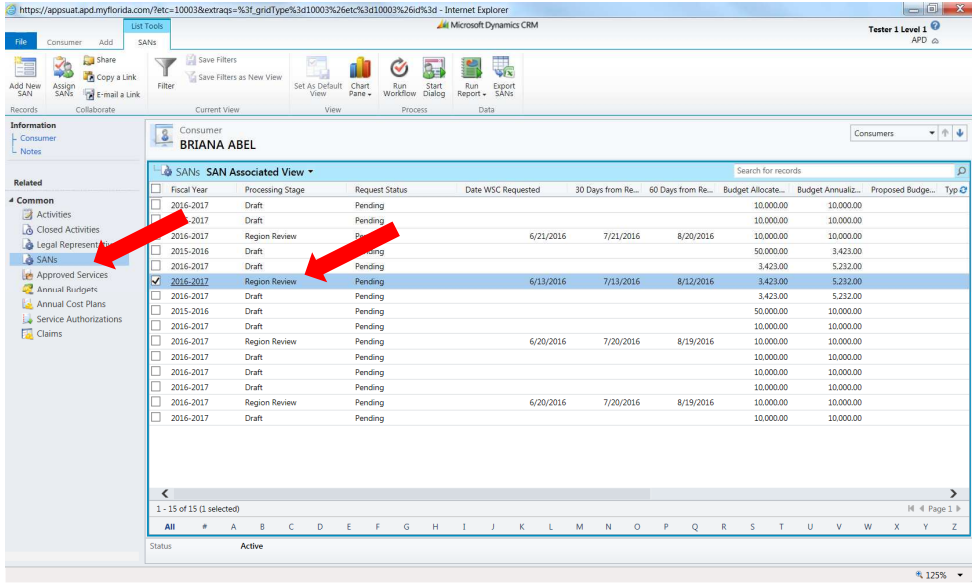 https://appsuat.apd.myflorida.com/?etc=10003&extraqs=%3f_gridType%3d10003%26etc%3d10003%26id%3d - Internet Explorer
List Tools
Microsoft Dynamics CRM
Tester 1 Level 1
APD
File Consumer Add SANs
Add New SAN
Assign SANs
Share
Copy a Link
E-mail a Link
Filter
Save Filters
Save Filters as New View
Set As Default View
Chart Pane
Run Workflow
Start Dialog
Run Report
Export SANs
Records Collaborate Current View View Process Data
Information
Consumer
Notes
Related
Common
Activities
Closed Activities
Legal
SANs
Approved Services
Annual Budgets
Annual Cost Plans
Service Authorizations
Claims
Consumer
BRIANA ABEL
Consumers
SANs SAN Associated View
Search for records
Fiscal Year Processing Stage Request Status Date WSC Requested 30 Days from Re... 60 Days from Re... Budget Allocate... Budget Annualiz... Proposed Budge... Typ
2016-2017 Draft Pending 10,000.00 10,000.00
Draft Pending 10,000.00 10,000.00
2016-2017 Region Review 6/21/2016 7/21/2016 8/20/2016 10,000.00 10,000.00
2015-2016 Draft 50,000.00 3,423.00
2016-2017 Draft Pending 3,423.00 5,232.00
2016-2017 Region Review Pending 6/13/2016 7/13/2016 8/12/2016 3,423.00 5,232.00
2016-2017 Draft Pending 3,423.00 5,232.00
2015-2016 Draft Pending 50,000.00 10,000.00
2016-2017 Draft Pending 10,000.00 10,000.00
2016-2017 Region Review Pending 6/20/2016 7/20/2016 8/19/2016 10,000.00 10,000.00
2016-2017 Draft Pending 10,000.00 10,000.00
2016-2017 Draft Pending 10,000.00 10,000.00
2016-2017 Draft Pending 10,000.00 10,000.00
2016-2017 Region Review Pending 6/20/2016 7/20/2016 8/19/2016 10,000.00 10,000.00
2016-2017 Draft Pending 10,000.00 10,000.00
1 - 15 of 15 (1 selected)
Page 1
All # A B C D E F G H I J K L M N O P Q R S T U V W X Y Z
Status Active
125%